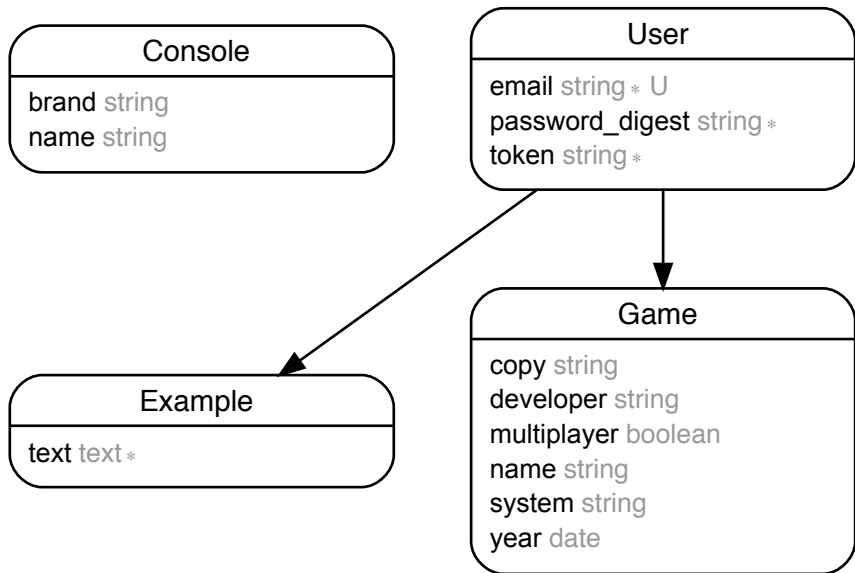 Console
brand string
name string
User
email string * U
password_digest string *
token string *
Example
text text *
Game
copy string
developer string
multiplayer boolean
name string
system string
year date